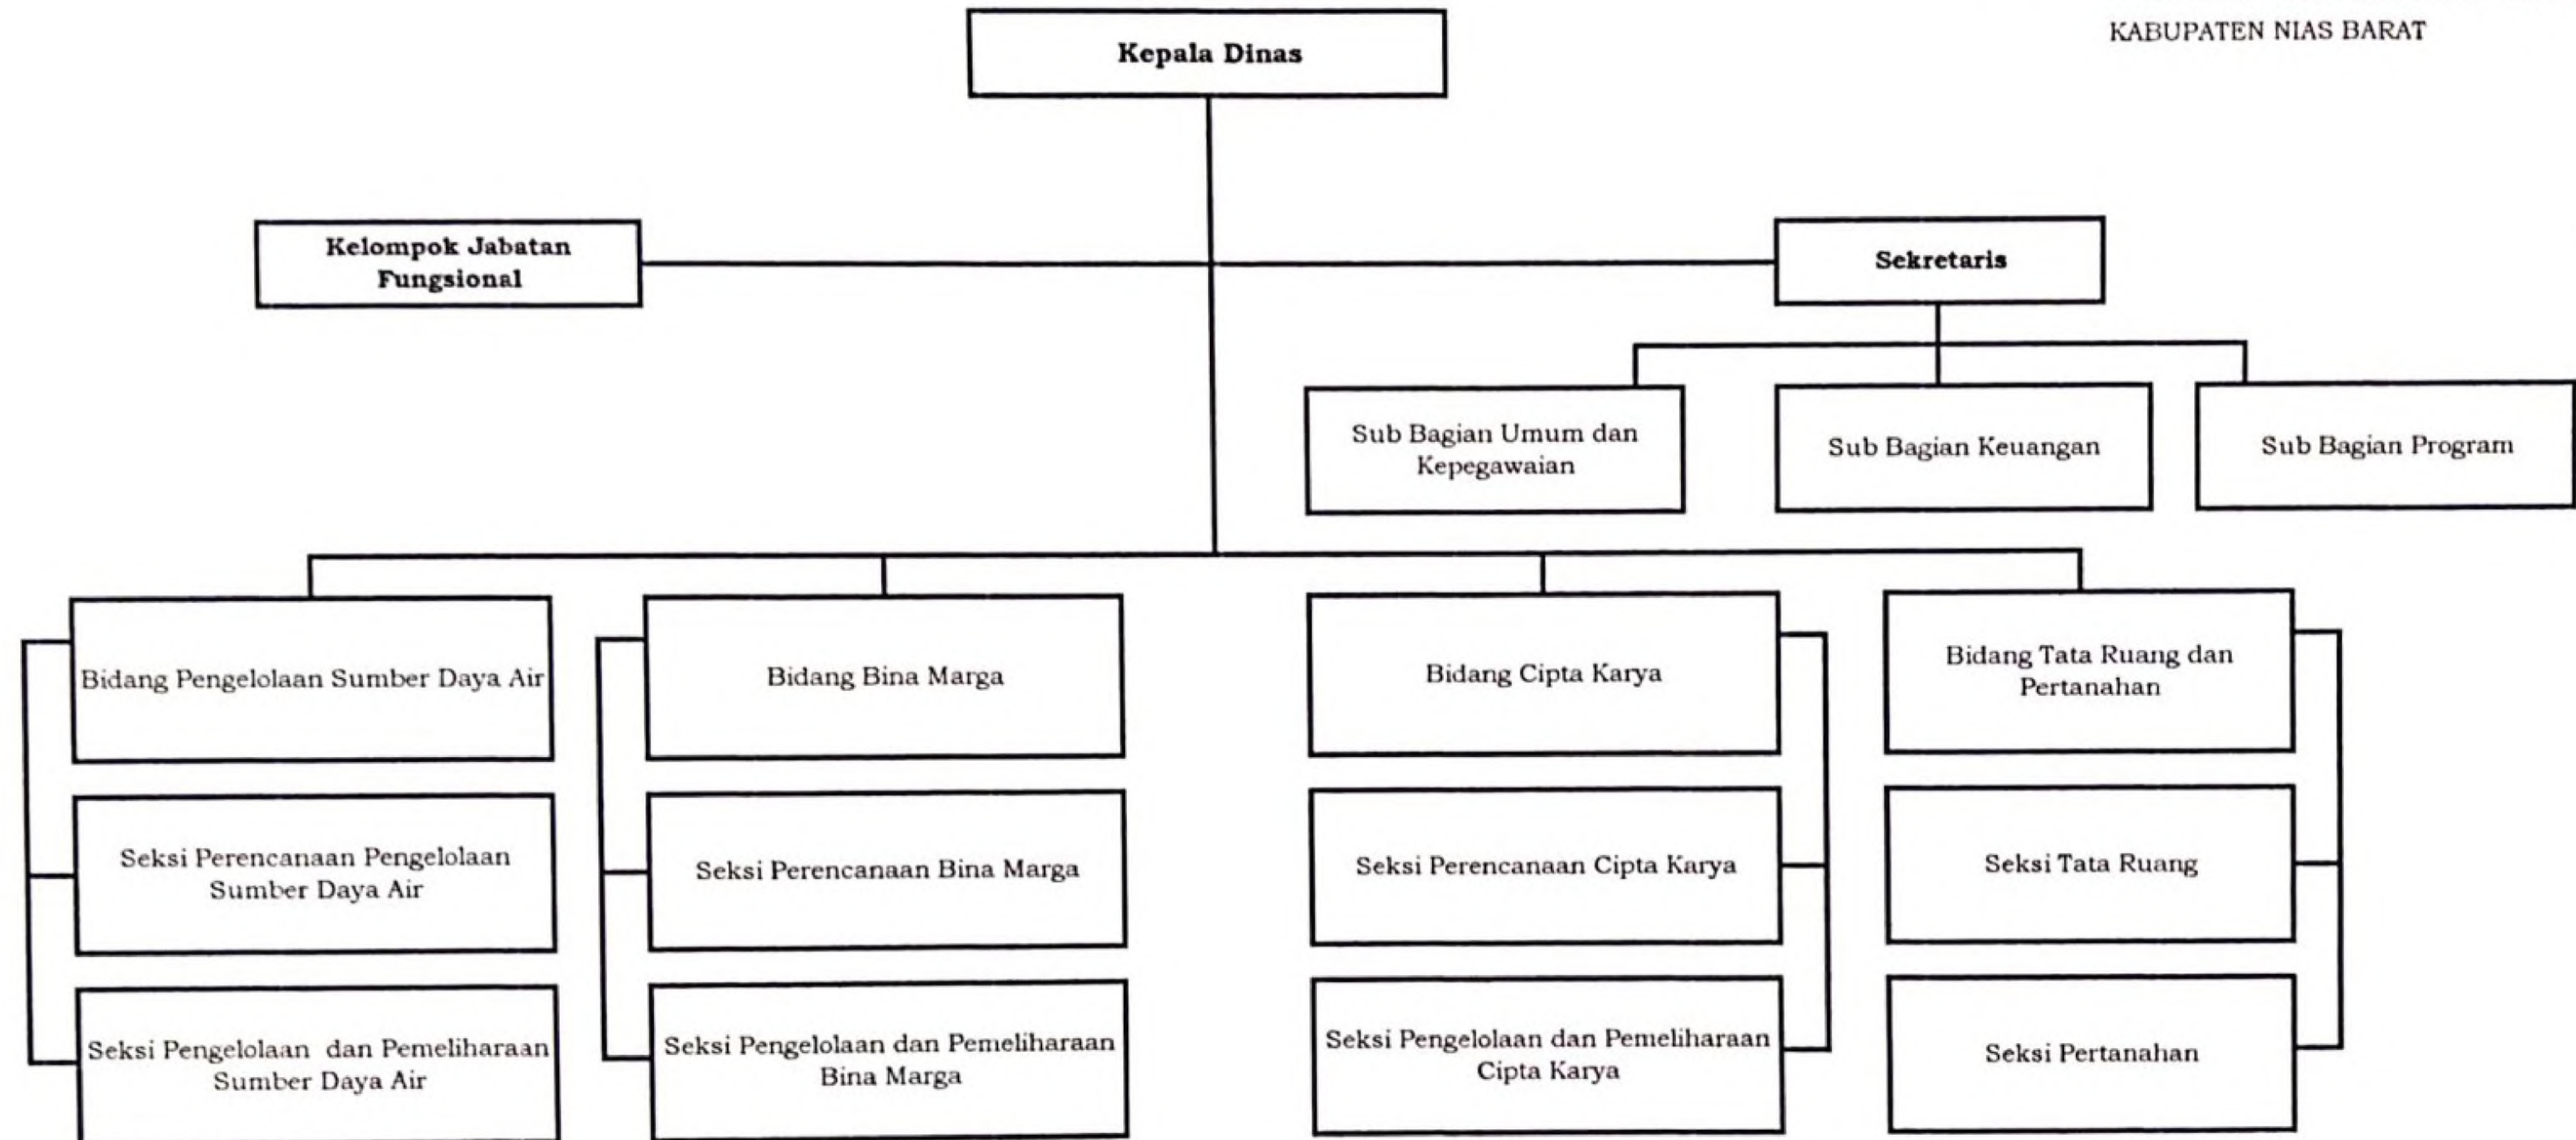 KABUPATEN NIAS BARAT
Kepala Dinas
Kelompok Jabatan
Fungsional
Sekretaris
Sub Bagian Umum dan
Kepegawaian
Sub Bagian Keuangan
Sub Bagian Program
Bidang Pengelolaan Sumber Daya Air
Bidang Bina Marga
Bidang Cipta Karya
Bidang Tata Ruang dan
Pertanahan
Seksi Perencanaan Pengelolaan
Sumber Daya Air
Seksi Perencanaan Bina Marga
Seksi Perencanaan Cipta Karya
Seksi Tata Ruang
Seksi Pengelolaan dan Pemeliharaan
Sumber Daya Air
Seksi Pengelolaan dan Pemeliharaan
Bina Marga
Seksi Pengelolaan dan Pemeliharaan
Cipta Karya
Seksi Pertanahan